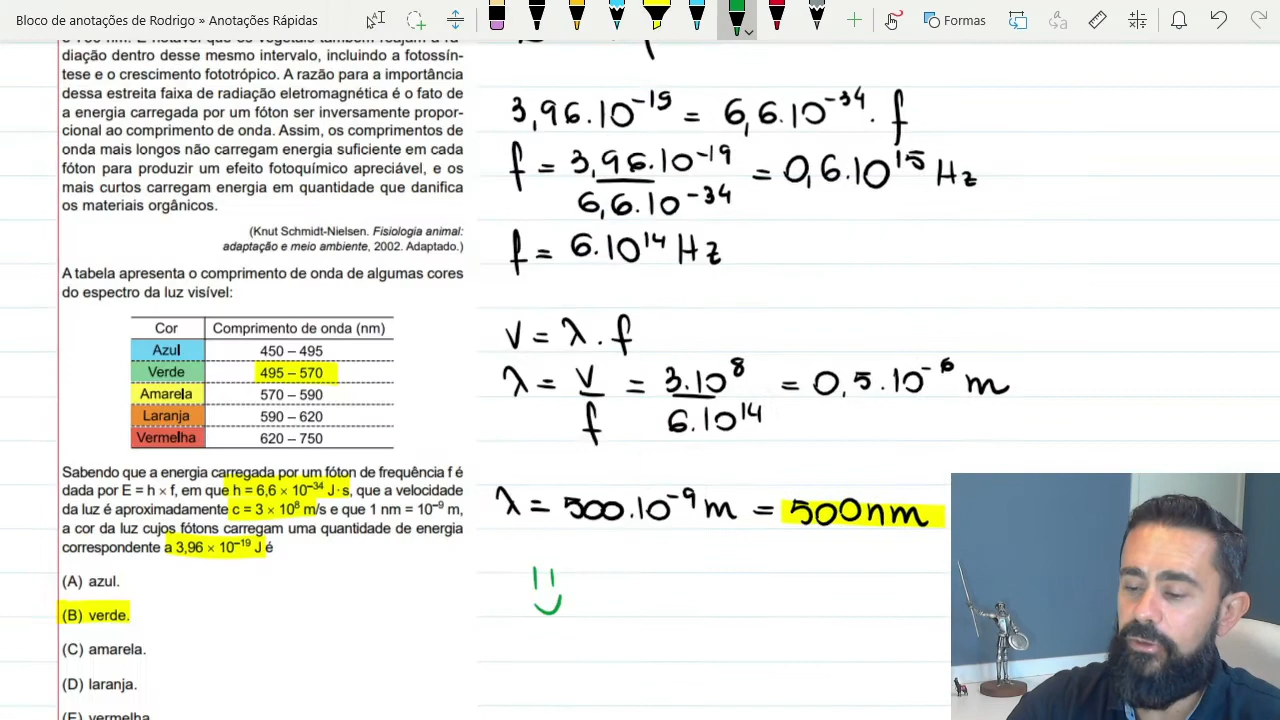 Bloco de Notações de Rodrigo » Anotações Rápidas
Formas
diação dentro desse mesmo intervalo, incluindo a fotossín-
tese e o crescimento fototrópico. A razão para a importância
dessa estreita faixa de radiação eletromagnética é o fato de
a energia carregada por um fóton ser inversamente propor-
cional ao comprimento de onda. Assim, os comprimentos de
onda mais longos não carregam energia suficiente em cada
fóton para produzir um efeito fotoquímico apreciável, e os
mais curtos carregam energia em quantidade que danifica
os materiais orgânicos.
(Knut Schmidt-Nielsen. Fisiologia animal:
adaptação e meio ambiente, 2002. Adaptado.)
A tabela apresenta o comprimento de onda de algumas cores
do espectro da luz visível:
Cor Comprimento de onda (nm)
Azul 450 – 495
Verde 495 – 570
Amarela 570 – 590
Laranja 590 – 620
Vermelha 620 – 750
Sabendo que a energia carregada por um fóton de frequência f é
dada por E = h × f, em que h = 6,6 × 10⁻³⁴ J · s, que a velocidade
da luz é aproximadamente c = 3 × 10⁸ m/s e que 1 nm = 10⁻⁹ m,
a cor da luz cujos fótons carregam uma quantidade de energia
correspondente a 3,96 × 10⁻¹⁹ J é
(A) azul.
(B) verde.
(C) amarela.
(D) laranja.
(E) vermelha.
3,96.10⁻¹⁹ = 6,6.10⁻³⁴ . f
f = 3,96.10⁻¹⁹ / 6,6.10⁻³⁴ = 0,6.10¹⁵ Hz
f = 6.10¹⁴ Hz
V = λ . f
λ = V / f = 3.10⁸ / 6.10¹⁴ = 0,5.10⁻⁶ m
λ = 500.10⁻⁹ m = 500nm